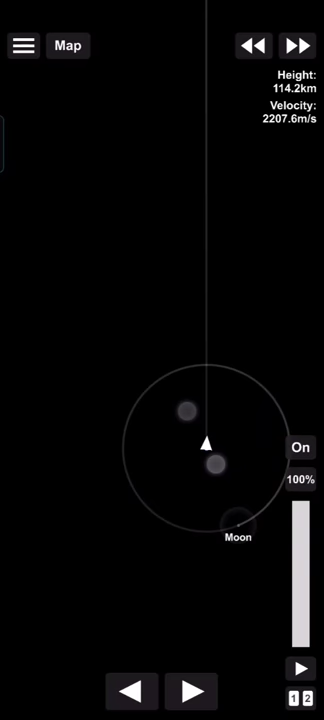 Map
Height:
114.2km
Velocity:
2207.6m/s
On
100%
Moon
1 2